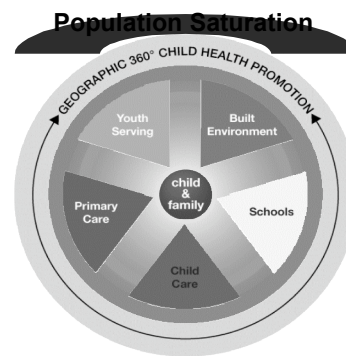 Population Saturation
GEOGRAPHIC 360° CHILD HEALTH PROMOTION
Youth
Serving
Built
Environment
child
&
family
Primary
Care
Schools
Child
Care